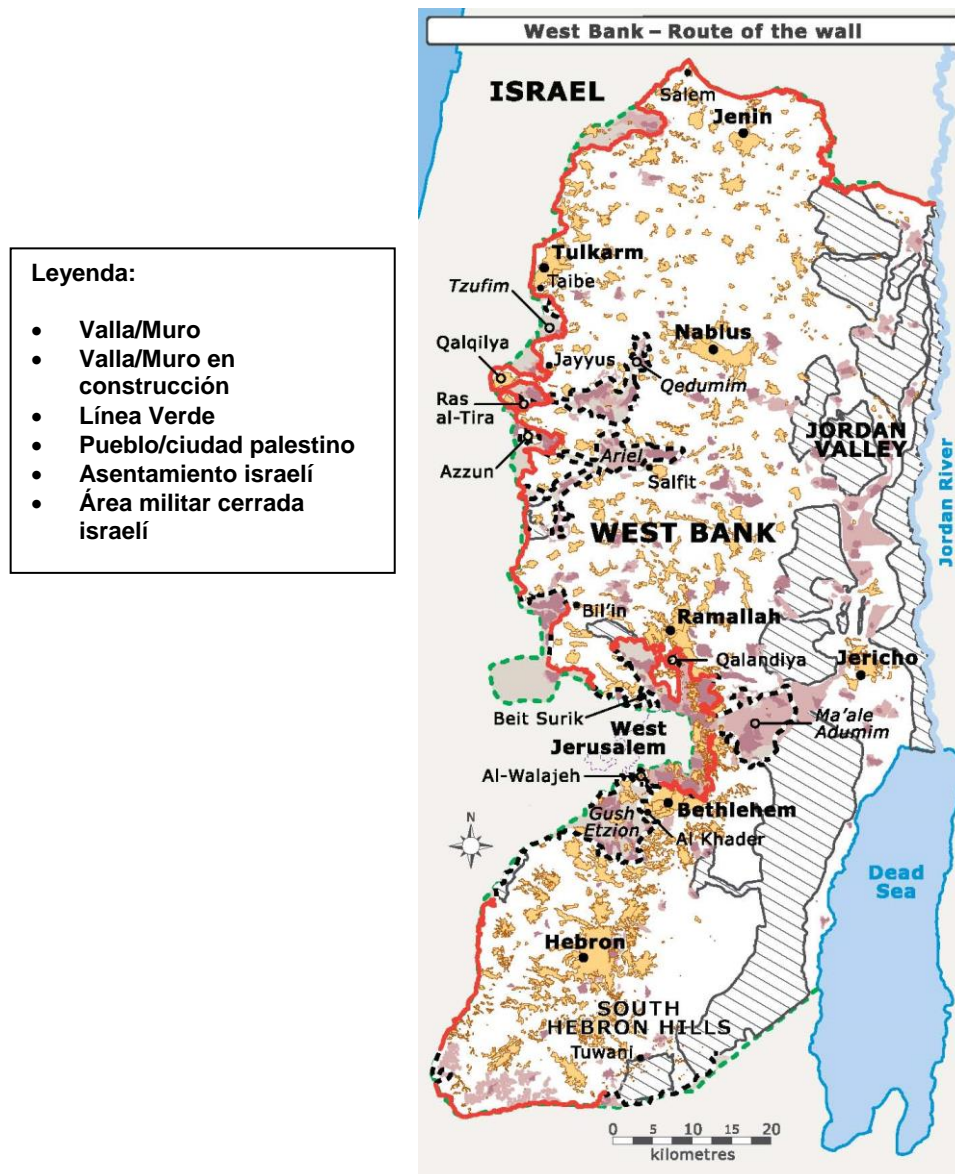 Leyenda:
• Valla/Muro
• Valla/Muro en
construcción
• Línea Verde
• Pueblo/ciudad palestino
• Asentamiento israelí
• Área militar cerrada
israelí
West Bank – Route of the wall
ISRAEL
Salem
Jenin
Tulkarm
Taibe
Tzufim
Nablus
Qalqilya
Jayyus
Qedumim
Ras
al-Tira
JORDAN
VALLEY
Azzun
Ariel
Salfit
Jordan River
WEST BANK
Bil'in
Ramallah
Qalandiya
Jericho
Beit Surik
West
Jerusalem
Ma'ale
Adumim
Al-Walajeh
Bethlehem
Gush
Etzion
Al Khader
N
Dead
Sea
Hebron
SOUTH
HEBRON HILLS
Tuwani
0 5 10 15 20
kilometres